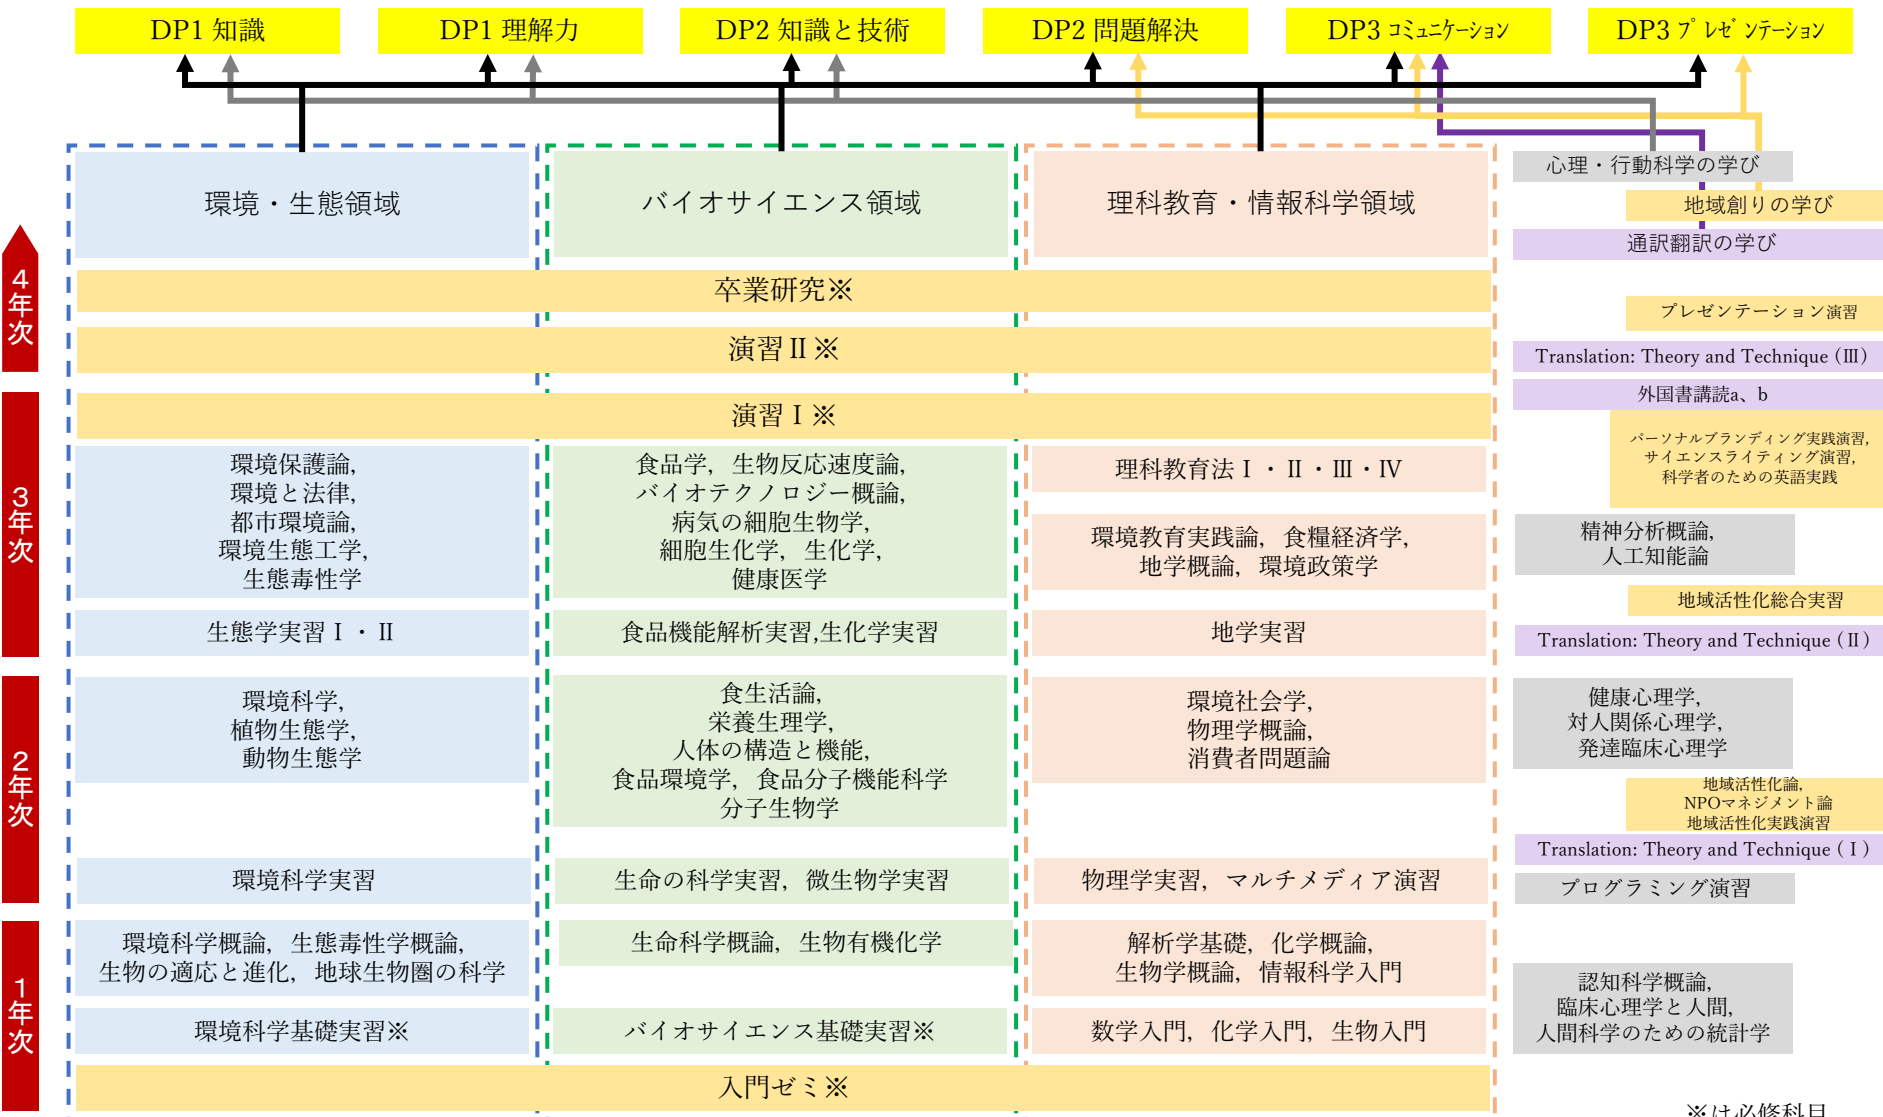 DP1 知識
DP1 理解力
DP2 知識と技術
DP2 問題解決
DP3 コミュニケーション
DP3 プレゼンテーション
環境・生態領域
バイオサイエンス領域
理科教育・情報科学領域
心理・行動科学の学び
地域創りの学び
通訳翻訳の学び
4年次
卒業研究※
プレゼンテーション演習
演習Ⅱ※
Translation: Theory and Technique (Ⅲ)
3年次
演習Ⅰ※
外国書講読a、b
パーソナルブランディング実践演習,
サイエンスライティング演習,
科学者のための英語実践
環境保護論,
環境と法律,
都市環境論,
環境生態工学,
生態毒性学
食品学, 生物反応速度論,
バイオテクノロジー概論,
病気の細胞生物学,
細胞生化学, 生化学,
健康医学
理科教育法Ⅰ・Ⅱ・Ⅲ・Ⅳ
環境教育実践論, 食糧経済学,
地学概論, 環境政策学
精神分析概論,
人工知能論
地域活性化総合実習
生態学実習Ⅰ・Ⅱ
食品機能解析実習,生化学実習
地学実習
Translation: Theory and Technique (Ⅱ)
2年次
環境科学,
植物生態学,
動物生態学
食生活論,
栄養生理学,
人体の構造と機能,
食品環境学, 食品分子機能科学
分子生物学
環境社会学,
物理学概論,
消費者問題論
健康心理学,
対人関係心理学,
発達臨床心理学
地域活性化論,
NPOマネジメント論
地域活性化実践演習
Translation: Theory and Technique (Ⅰ)
環境科学実習
生命の科学実習, 微生物学実習
物理学実習, マルチメディア演習
プログラミング演習
1年次
環境科学概論, 生態毒性学概論,
生物の適応と進化, 地球生物圏の科学
生命科学概論, 生物有機化学
解析学基礎, 化学概論,
生物学概論, 情報科学入門
認知科学概論,
臨床心理学と人間,
人間科学のための統計学
環境科学基礎実習※
バイオサイエンス基礎実習※
数学入門, 化学入門, 生物入門
入門ゼミ※
※は必修科目